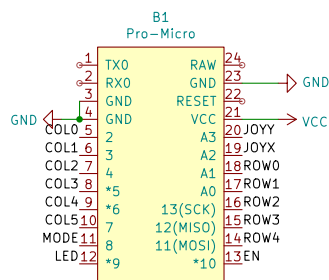 B1
Pro-Micro
1 TX0 RAW 24
2 RX0 GND 23 GND
3 GND RESET 22
GND 4 GND VCC 21 VCC
COL0 5 2 A3 20 JOYY
COL1 6 3 A2 19 JOYX
COL2 7 4 A1 18 ROW0
COL3 8 *5 A0 17 ROW1
COL4 9 *6 13(SCK) 16 ROW2
COL5 10 7 12(MISO) 15 ROW3
MODE 11 8 11(MOSI) 14 ROW4
LED 12 *9 *10 13 EN